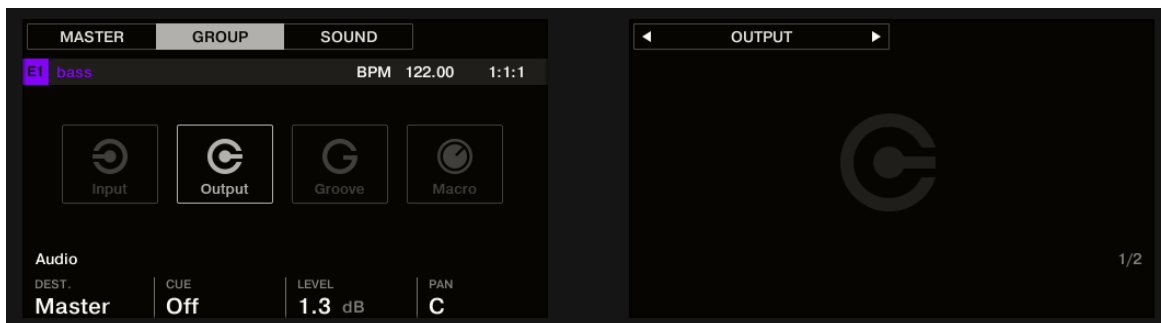 MASTER GROUP SOUND
E1 bass BPM 122.00 1:1:1
Input Output Groove Macro
Audio
DEST. CUE LEVEL PAN
Master Off 1.3 dB C
OUTPUT
1/2